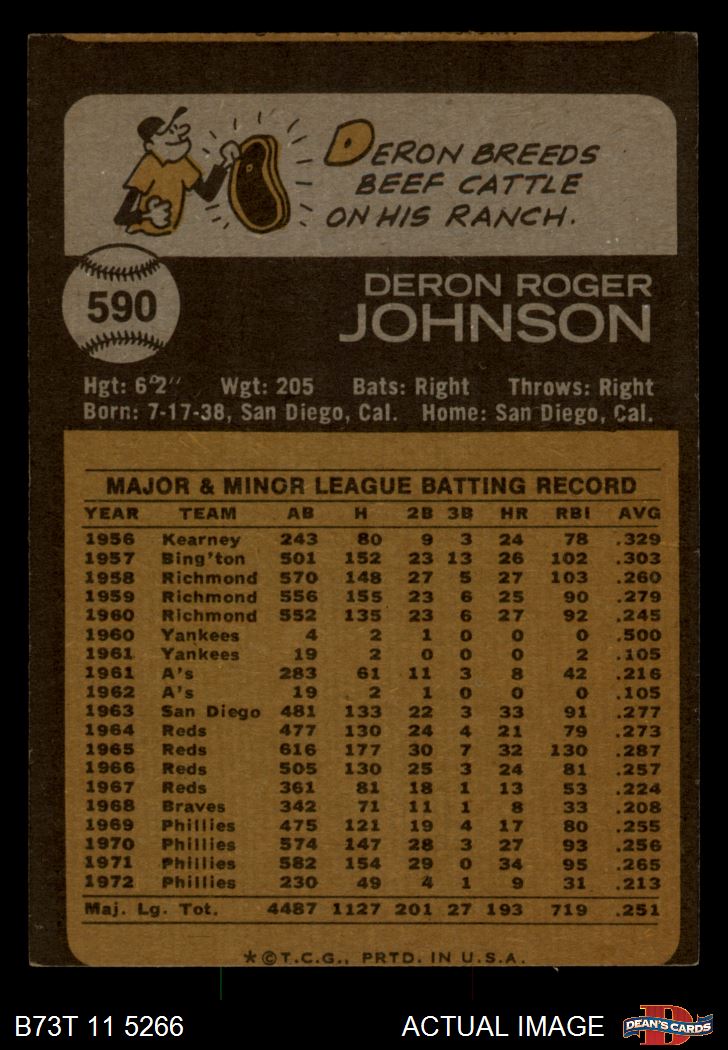 DERON BREEDS
BEEF CATTLE
ON HIS RANCH.
590
DERON ROGER
JOHNSON
Hgt: 6'2" Wgt: 205 Bats: Right Throws: Right
Born: 7-17-38, San Diego, Cal. Home: San Diego, Cal.
MAJOR & MINOR LEAGUE BATTING RECORD
YEAR TEAM AB H 2B 3B HR RBI AVG
1956 Kearney 243 80 9 3 24 78 .329
1957 Bing'ton 501 152 23 13 26 102 .303
1958 Richmond 570 148 27 5 27 103 .260
1959 Richmond 556 155 23 6 25 90 .279
1960 Richmond 552 135 23 6 27 92 .245
1960 Yankees 4 2 1 0 0 0 .500
1961 Yankees 19 2 0 0 0 2 .105
1961 A's 283 61 11 3 8 42 .216
1962 A's 19 2 1 0 0 0 .105
1963 San Diego 481 133 22 3 33 91 .277
1964 Reds 477 130 24 4 21 79 .273
1965 Reds 616 177 30 7 32 130 .287
1966 Reds 505 130 25 3 24 81 .257
1967 Reds 361 81 18 1 13 53 .224
1968 Braves 342 71 11 1 8 33 .208
1969 Phillies 475 121 19 4 17 80 .255
1970 Phillies 574 147 28 3 27 93 .256
1971 Phillies 582 154 29 0 34 95 .265
1972 Phillies 230 49 4 1 9 31 .213
Maj. Lg. Tot. 4487 1127 201 27 193 719 .251
*©T.C.G., PRTD. IN U.S.A.
B73T 11 5266 ACTUAL IMAGE DEAN'S CARDS